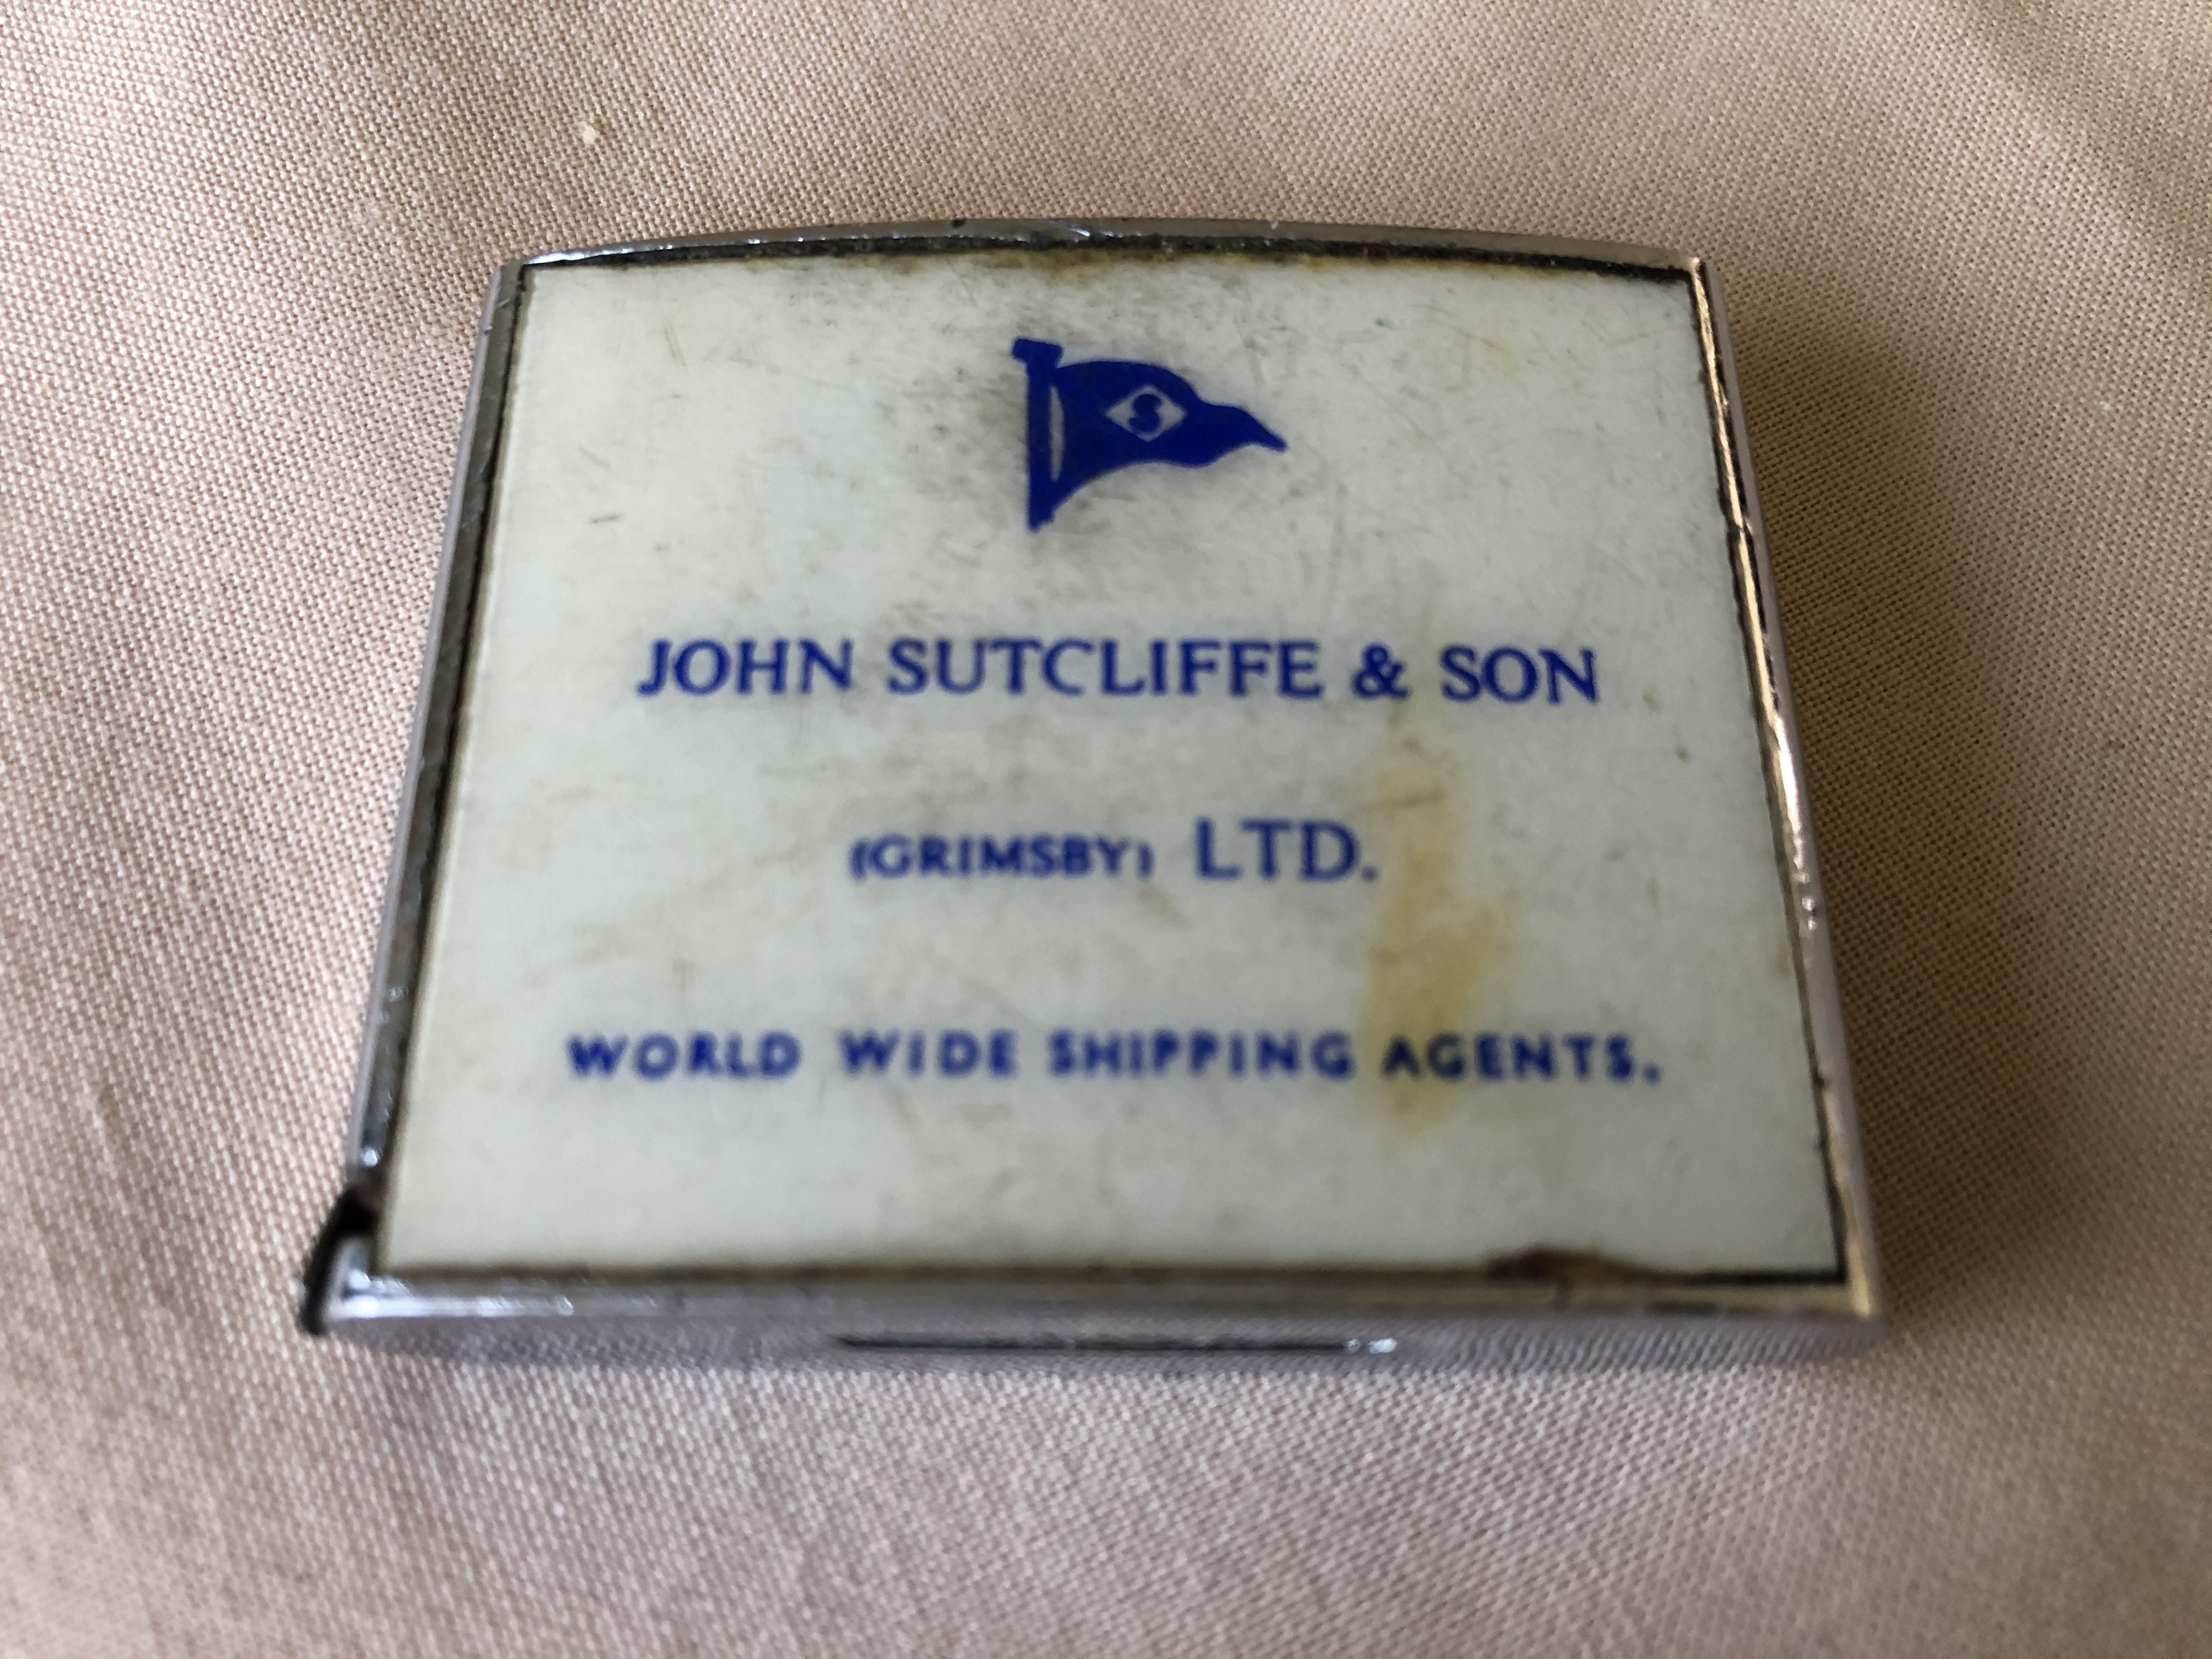 S
JOHN SUTCLIFFE & SON
(GRIMSBY) LTD.
WORLD WIDE SHIPPING AGENTS.